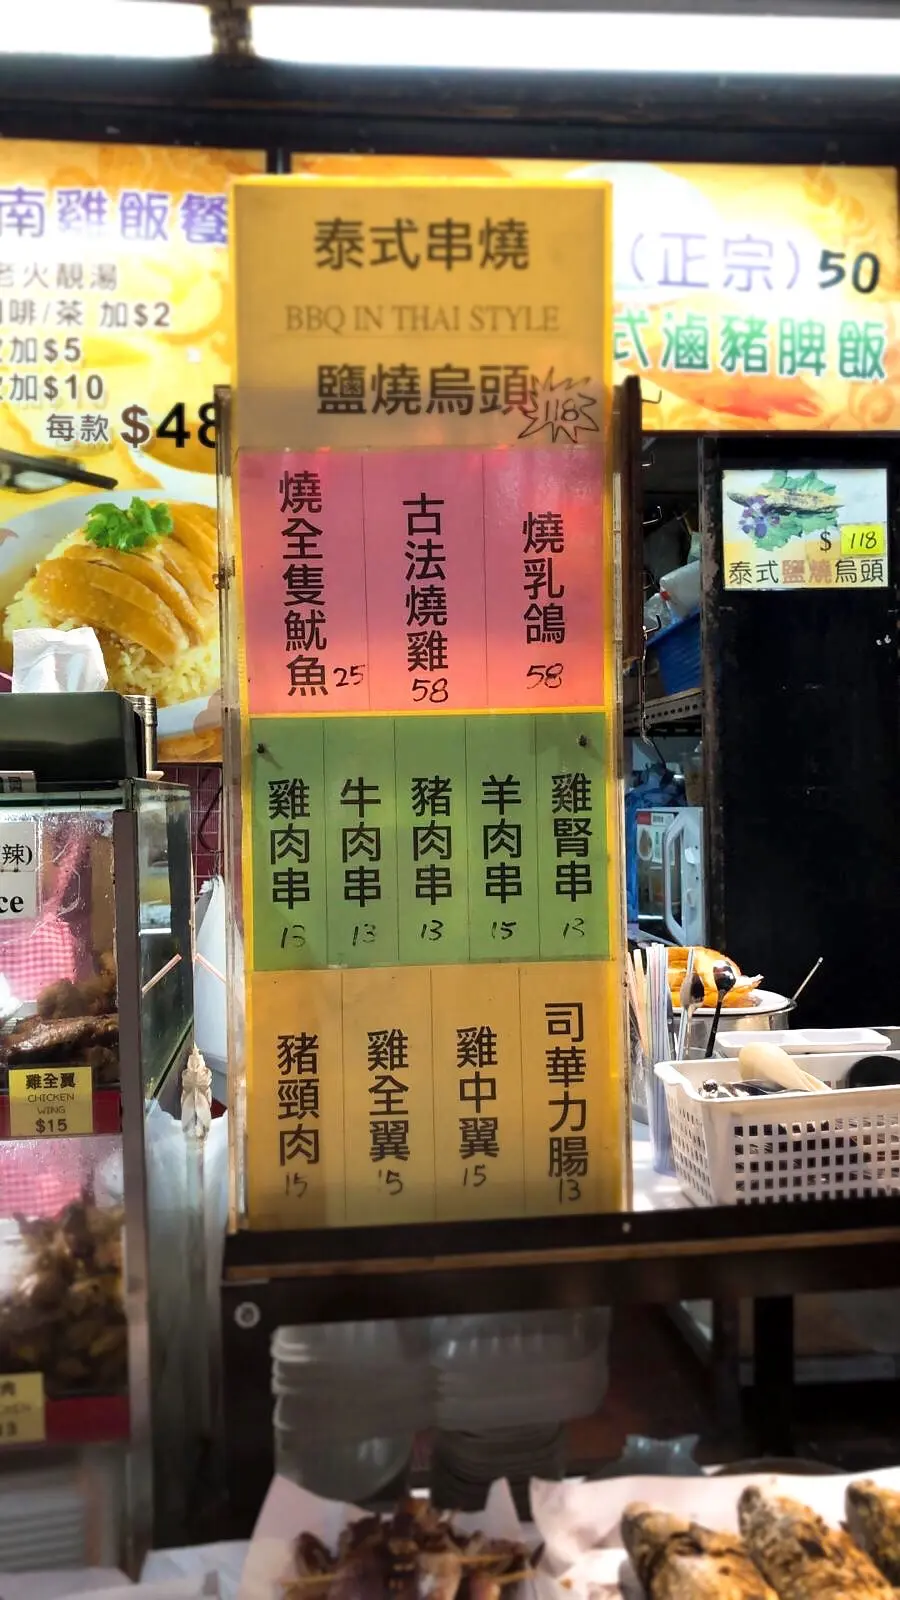 南雞飯餐
老火靚湯
啡/茶 加$2
加$5
加$10
每款 $48
泰式串燒
BBQ IN THAI STYLE
鹽燒烏頭 118
(正宗) 50
式滷豬脾飯
$ 118
泰式鹽燒烏頭
燒全隻魷魚 25
古法燒雞 58
燒乳鴿 58
雞肉串 13
牛肉串 13
豬肉串 13
羊肉串 15
雞腎串 13
豬頸肉 15
雞全翼 15
雞中翼 15
司華力腸 13
辣)
ce
雞全翼
CHICKEN
WING
$15
肉